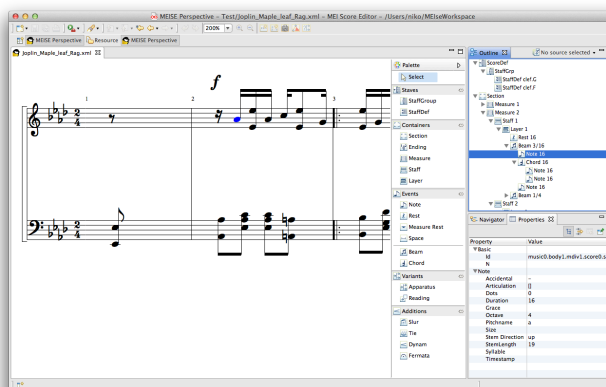 MEISE Perspective – Test/Joplin_Maple_leaf_Rag.xml – MEI Score Editor – /Users/niko/MEIseWorkspace
200%
MEISE Perspective Resource MEISE Perspective
Joplin_Maple_leaf_Rag.xml
1
2
3
f
2
4
2
4
Palette
Select
Staves
StaffGroup
StaffDef
Containers
Section
Ending
Measure
Staff
Layer
Events
Note
Rest
Measure Rest
Space
Beam
Chord
Variants
Apparatus
Reading
Additions
Slur
Tie
Dynam
Fermata
Outline
No source selected
ScoreDef
StaffGrp
StaffDef clef.G
StaffDef clef.F
Section
Measure 1
Measure 2
Staff 1
Layer 1
Rest 16
Beam 3/16
Note 16
Chord 16
Note 16
Note 16
Note 16
Beam 1/4
Staff 2
Navigator Properties
Property Value
Basic
Id music0.body1.mdiv1.score0.s
N
Note
Accidental –
Articulation []
Dots 0
Duration 16
Grace
Octave 4
Pitchname a
Size
Stem Direction up
StemLength 19
Syllable
Timestamp